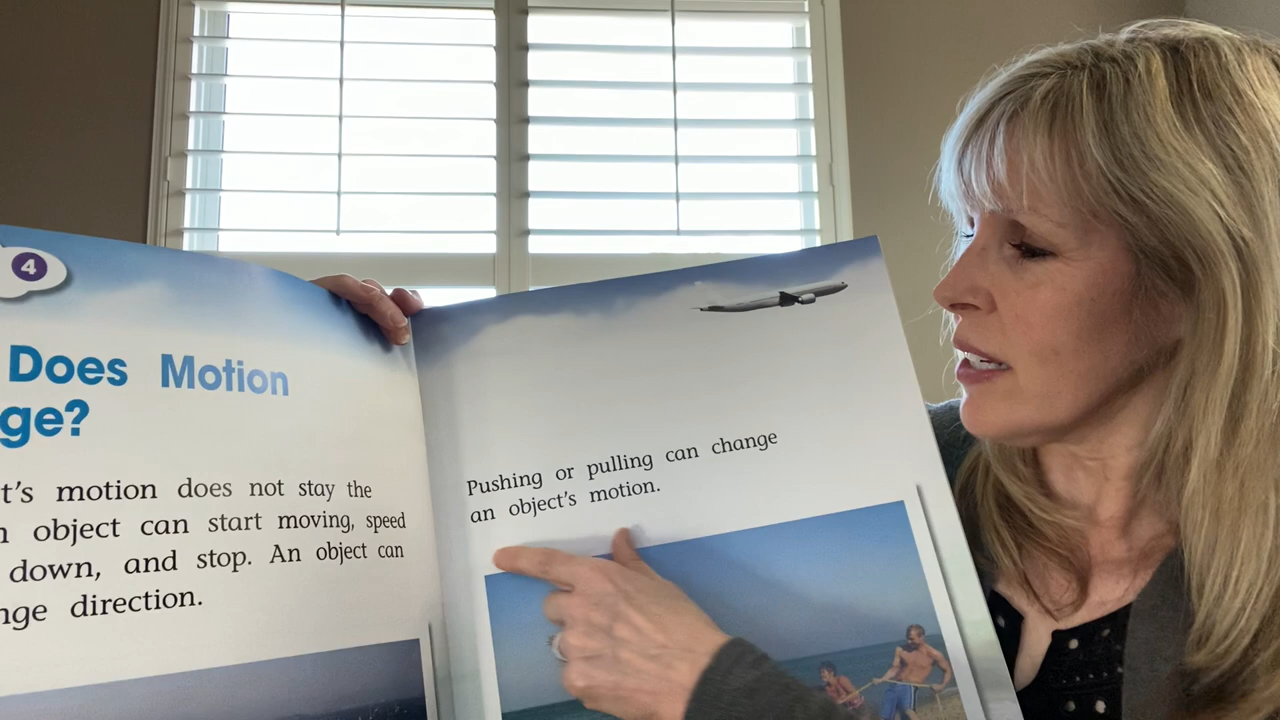 4
Does Motion
ge?
t's motion does not stay the
object can start moving, speed
down, and stop. An object can
nge direction.
Pushing or pulling can change
an object's motion.